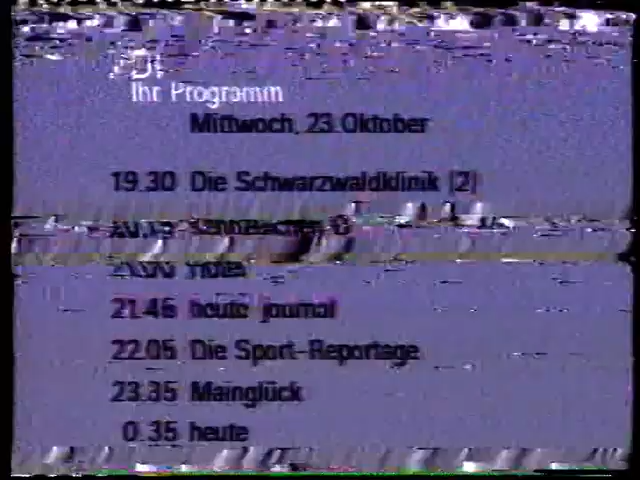 Ihr Programm
Mittwoch, 23. Oktober
19.30 Die Schwarzwaldklinik (2)
21.45 heute journal
22.05 Die Sport-Reportage
23.35 Mainglück
0.35 heute